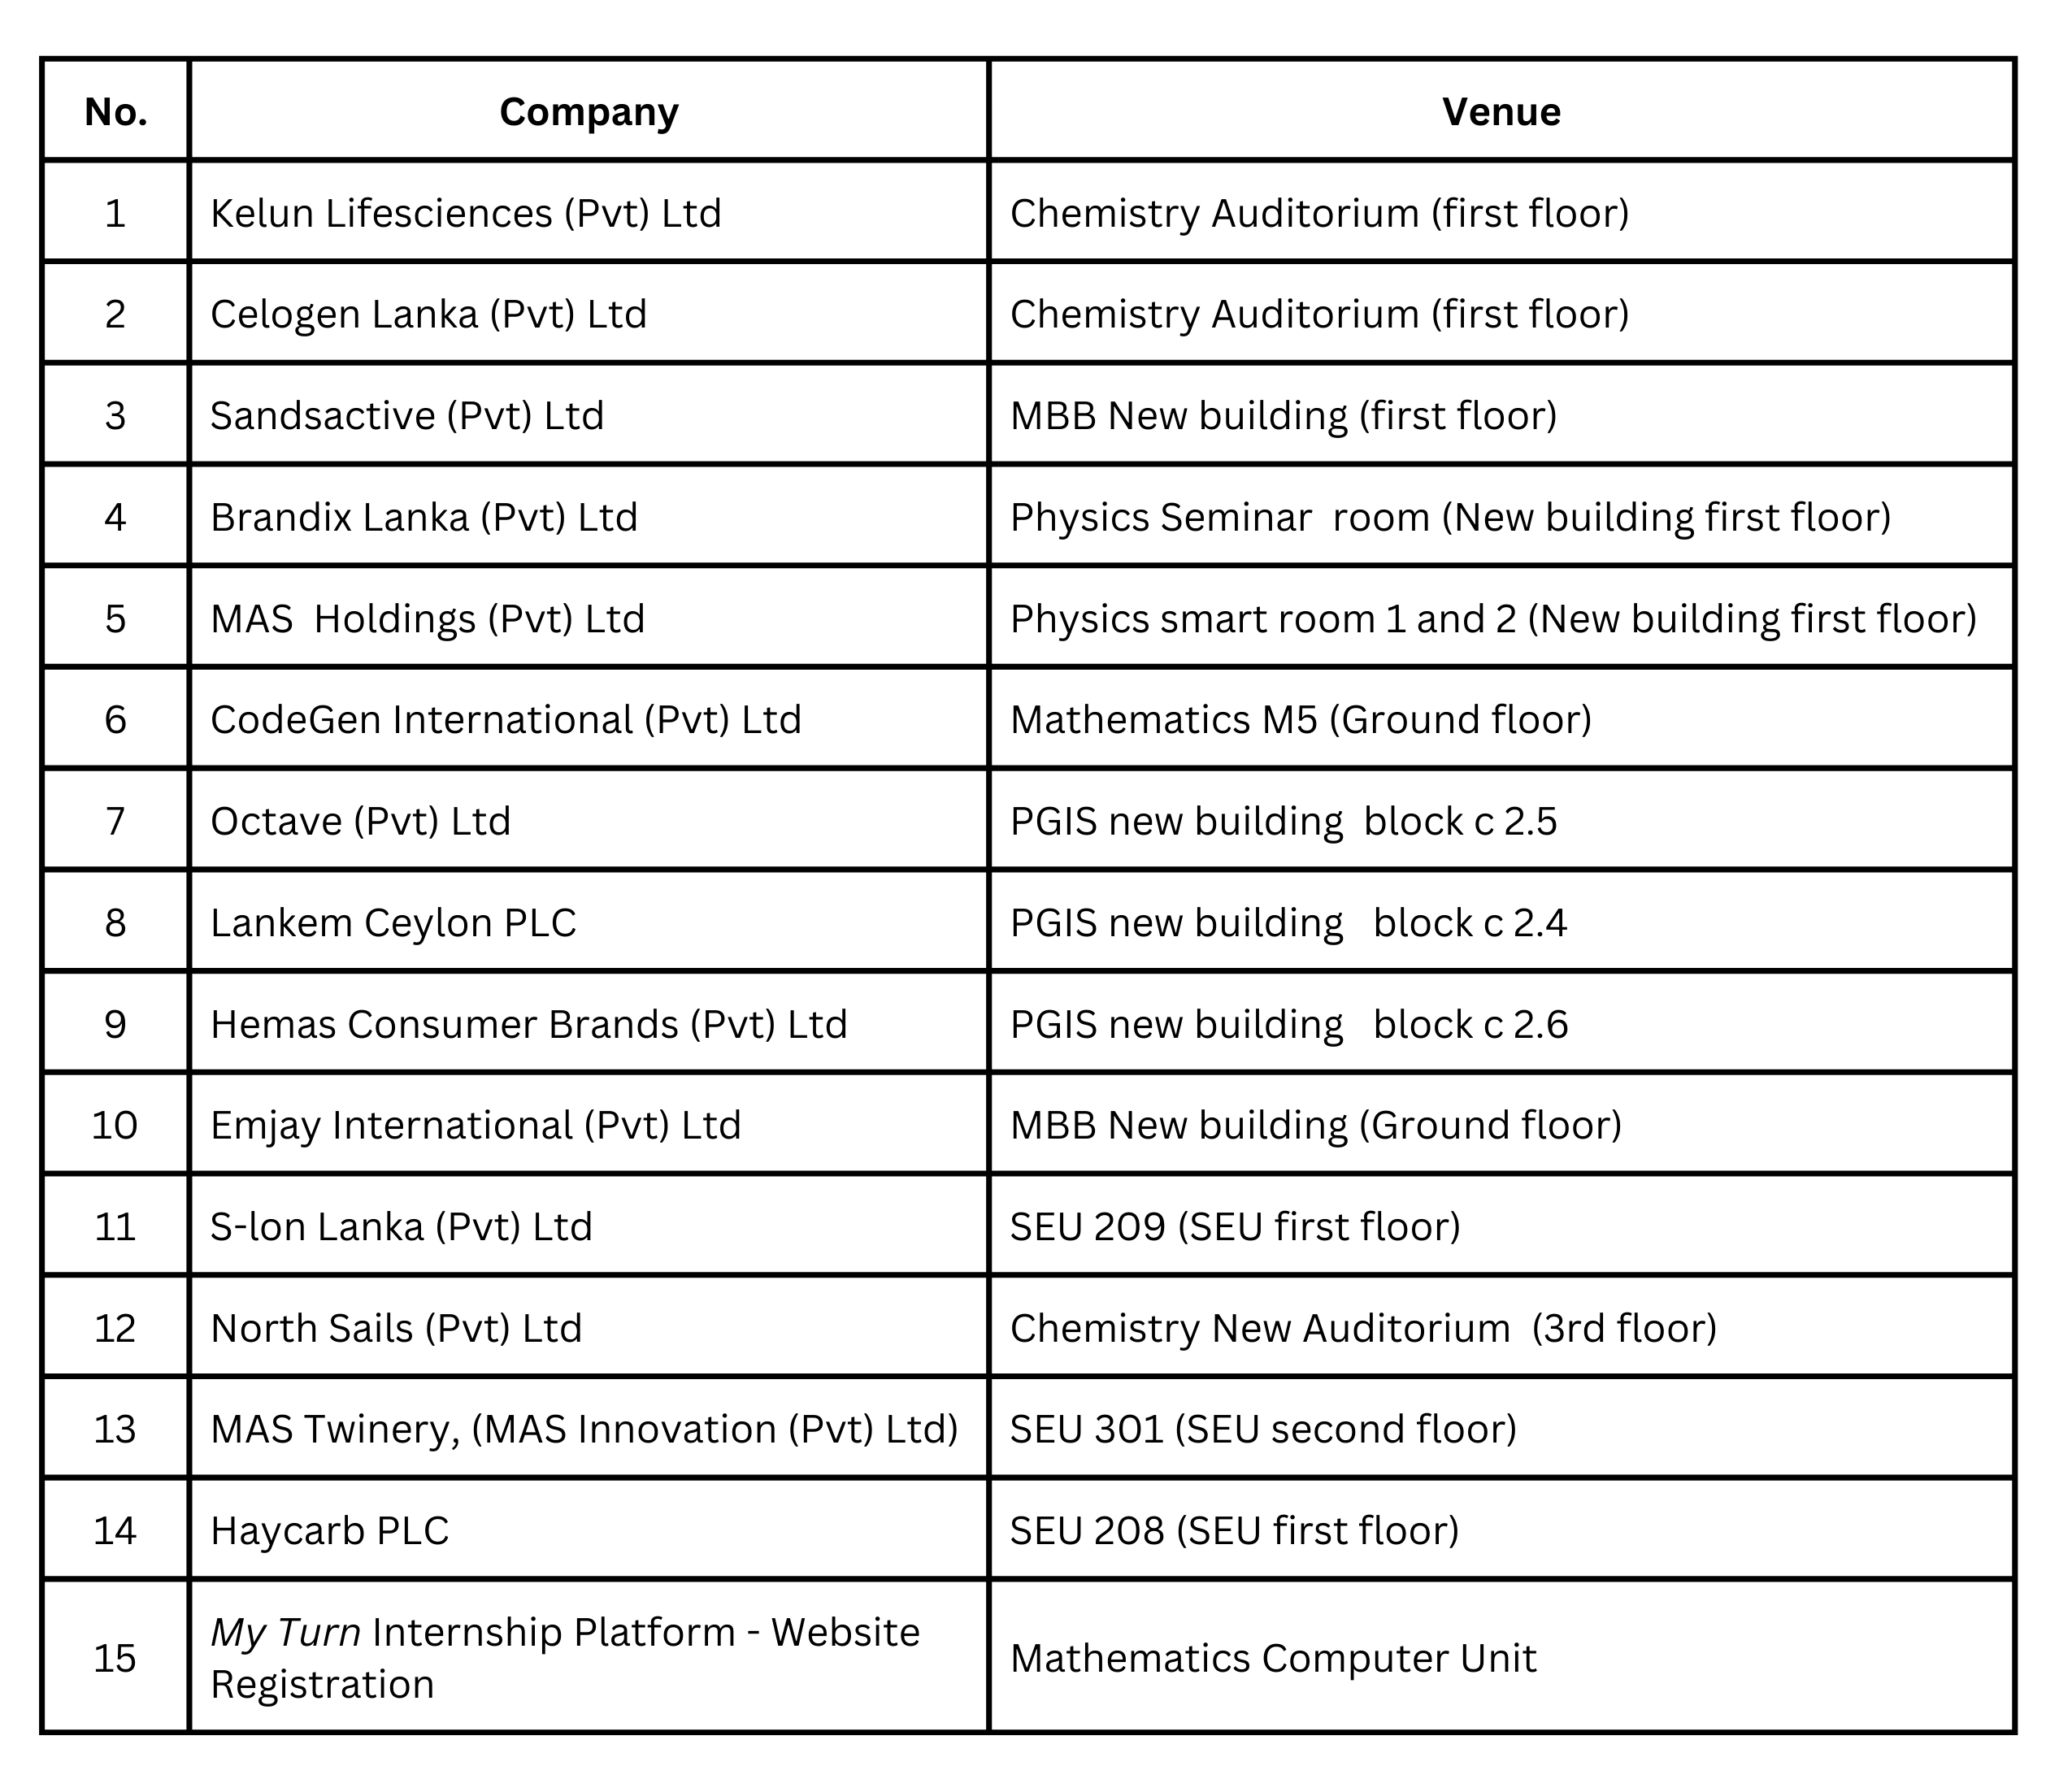 No. Company Venue
1 Kelun Lifesciences (Pvt) Ltd Chemistry Auditorium (first floor)
2 Celogen Lanka (Pvt) Ltd Chemistry Auditorium (first floor)
3 Sandsactive (Pvt) Ltd MBB New building (first floor)
4 Brandix Lanka (Pvt) Ltd Physics Seminar  room (New building first floor)
5 MAS  Holdings (Pvt) Ltd Physics smart room 1 and 2 (New building first floor)
6 CodeGen International (Pvt) Ltd Mathematics M5 (Ground floor)
7 Octave (Pvt) Ltd PGIS new building  block c 2.5
8 Lankem Ceylon PLC PGIS new building   block c 2.4
9 Hemas Consumer Brands (Pvt) Ltd PGIS new building   block c 2.6
10 Emjay International (Pvt) Ltd MBB New building (Ground floor)
11 S-lon Lanka (Pvt) Ltd SEU 209 (SEU first floor)
12 North Sails (Pvt) Ltd Chemistry New Auditorium  (3rd floor)
13 MAS Twinery, (MAS Innovation (Pvt) Ltd) SEU 301 (SEU second floor)
14 Haycarb PLC SEU 208 (SEU first floor)
15 My Turn Internship Platform - Website
Registration
Mathematics Computer Unit